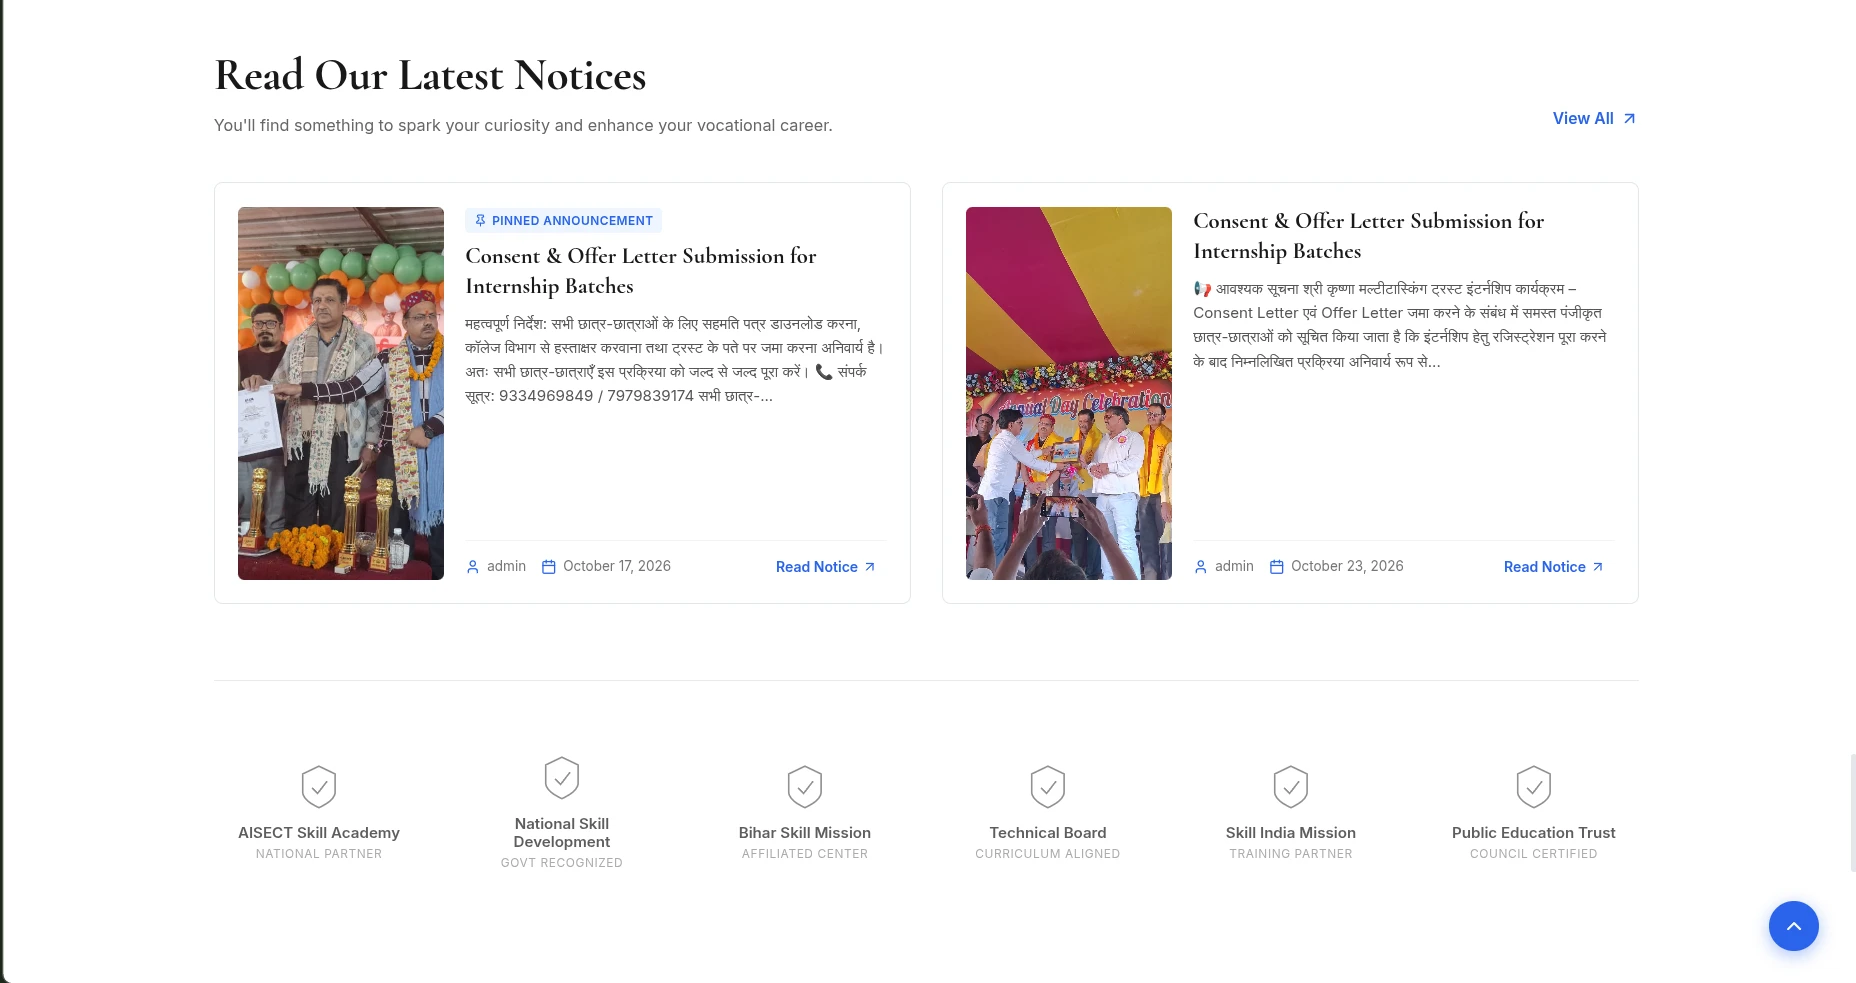 Read Our Latest Notices
You'll find something to spark your curiosity and enhance your vocational career.
View All
PINNED ANNOUNCEMENT
Consent & Offer Letter Submission for
Internship Batches
महत्वपूर्ण निर्देश: सभी छात्र-छात्राओं के लिए सहमति पत्र डाउनलोड करना,
कॉलेज विभाग से हस्ताक्षर करवाना तथा ट्रस्ट के पते पर जमा करना अनिवार्य है।
अतः सभी छात्र-छात्राएँ इस प्रक्रिया को जल्द से जल्द पूरा करें। 📞 संपर्क
सूत्र: 9334969849 / 7979839174 सभी छात्र-...
admin
October 17, 2026
Read Notice
Consent & Offer Letter Submission for
Internship Batches
📢 आवश्यक सूचना श्री कृष्णा मल्टीटास्किंग ट्रस्ट इंटर्नशिप कार्यक्रम –
Consent Letter एवं Offer Letter जमा करने के संबंध में समस्त पंजीकृत
छात्र-छात्राओं को सूचित किया जाता है कि इंटर्नशिप हेतु रजिस्ट्रेशन पूरा करने
के बाद निम्नलिखित प्रक्रिया अनिवार्य रूप से...
Annual Day Celebration
admin
October 23, 2026
Read Notice
AISECT Skill Academy
NATIONAL PARTNER
National Skill
Development
GOVT RECOGNIZED
Bihar Skill Mission
AFFILIATED CENTER
Technical Board
CURRICULUM ALIGNED
Skill India Mission
TRAINING PARTNER
Public Education Trust
COUNCIL CERTIFIED